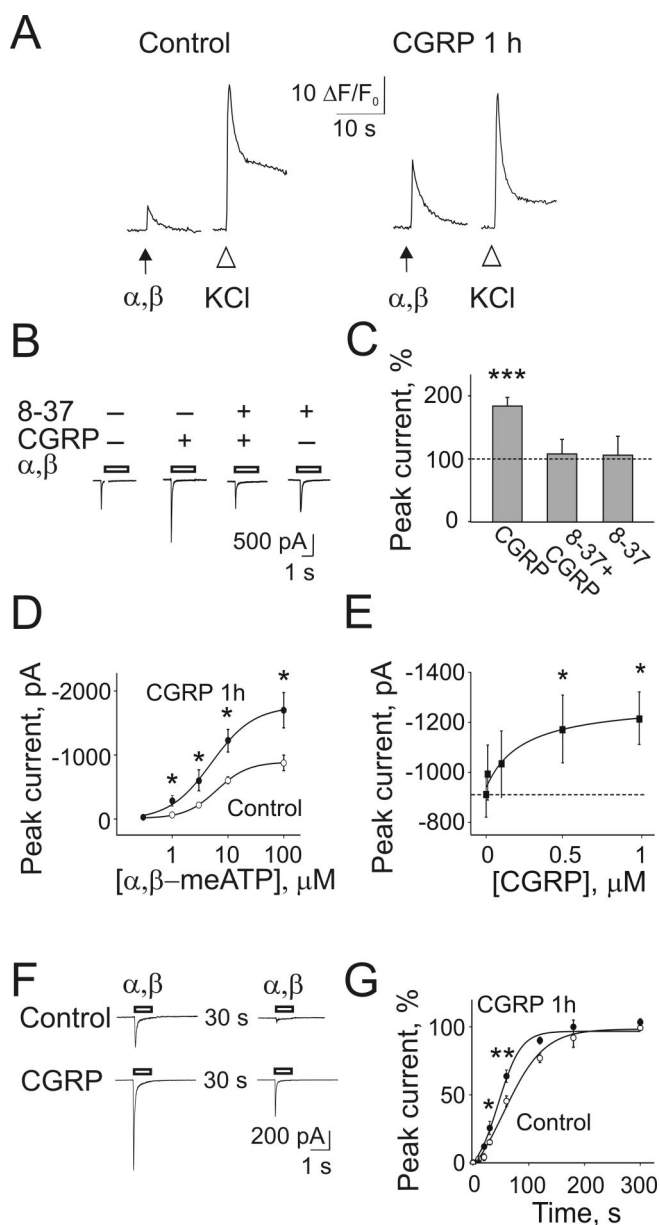 A
Control
CGRP 1 h
10 ΔF/F₀
10 s
α,β
KCl
α,β
KCl
B
8-37 – – + +
CGRP – + + –
α,β
500 pA
1 s
C
***
Peak current, %
200
100
0
CGRP
8-37+
CGRP
8-37
D
Peak current, pA
-2000
-1000
0
CGRP 1h
* * * *
Control
1 10 100
[α,β–meATP], μM
E
Peak current, pA
-1400
-1200
-1000
-800
* *
0 0.5 1
[CGRP], μM
F
α,β α,β
Control 30 s
CGRP 30 s
200 pA
1 s
G
Peak current, %
CGRP 1h
100
50
0
**
*
Control
0 100 200 300
Time, s